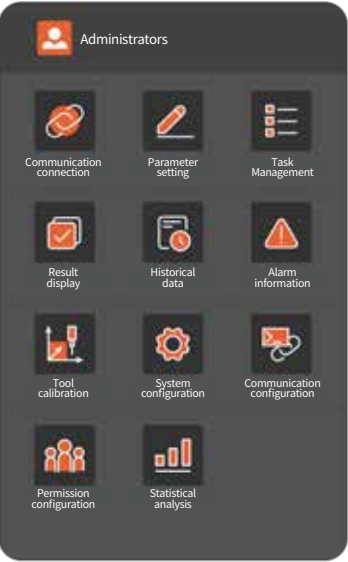 Administrators
Communication
connection
Parameter
setting
Task
Management
Result
display
Historical
data
Alarm
information
Tool
calibration
System
configuration
Communication
configuration
Permission
configuration
Statistical
analysis